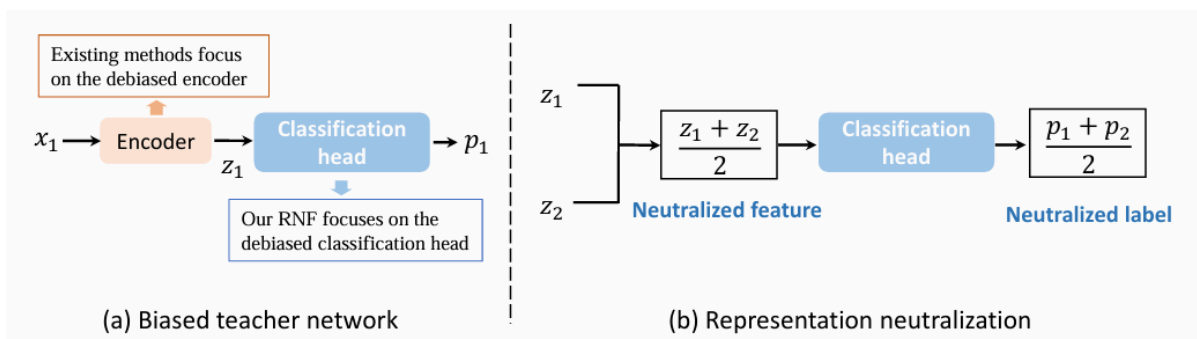 Existing methods focus
on the debiased encoder
x₁
Encoder
z₁
Classification
head
p₁
Our RNF focuses on the
debiased classification head
(a) Biased teacher network
z₁
z₂
z₁ + z₂
2
Neutralized feature
Classification
head
p₁ + p₂
2
Neutralized label
(b) Representation neutralization